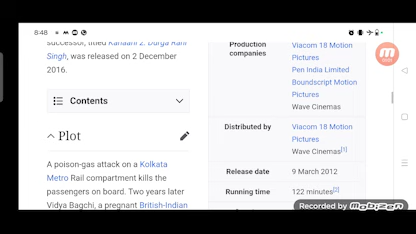 8:48
successor, titled Kahaani 2: Durga Rani
Singh, was released on 2 December
2016.
Contents
Plot
A poison-gas attack on a Kolkata
Metro Rail compartment kills the
passengers on board. Two years later
Vidya Bagchi, a pregnant British-Indian
Production
companies
Viacom 18 Motion
Pictures
Pen India Limited
Boundscript Motion
Pictures
Wave Cinemas
Distributed by
Viacom 18 Motion
Pictures
Wave Cinemas[1]
Release date
9 March 2012
Running time
122 minutes[2]
Recorded by Mobizen